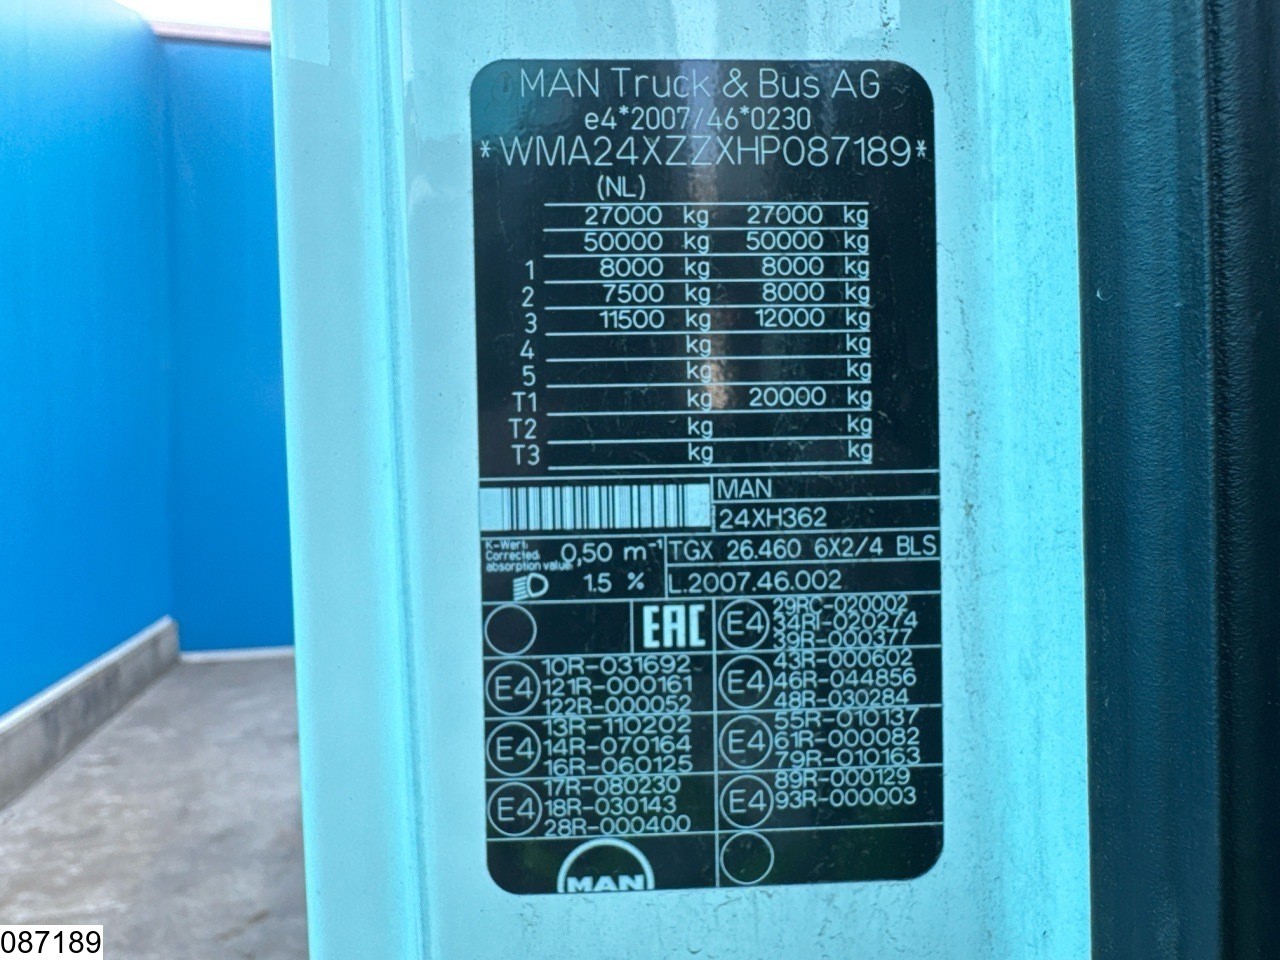 MAN Truck & Bus AG
e4*2007/46*0230
*WMA24XZZXHP087189*
(NL)
27000 kg 27000 kg
50000 kg 50000 kg
1 8000 kg 8000 kg
2 7500 kg 8000 kg
3 11500 kg 12000 kg
4 kg kg
5 kg kg
T1 kg 20000 kg
T2 kg kg
T3 kg kg
MAN
24XH362
K-Wert:
Corrected
absorption value:
0,50 m⁻¹
1.5 %
TGX 26.460 6X2/4 BLS
L.2007.46.002
EAC
E4
29RC-020002
34RI-020274
39R-000377
E4
10R-031692
121R-000161
122R-000052
E4
43R-000602
46R-044856
48R-030284
E4
13R-110202
14R-070164
16R-060125
E4
55R-010137
61R-000082
79R-010163
E4
17R-080230
18R-030143
28R-000400
E4
89R-000129
93R-000003
MAN
087189